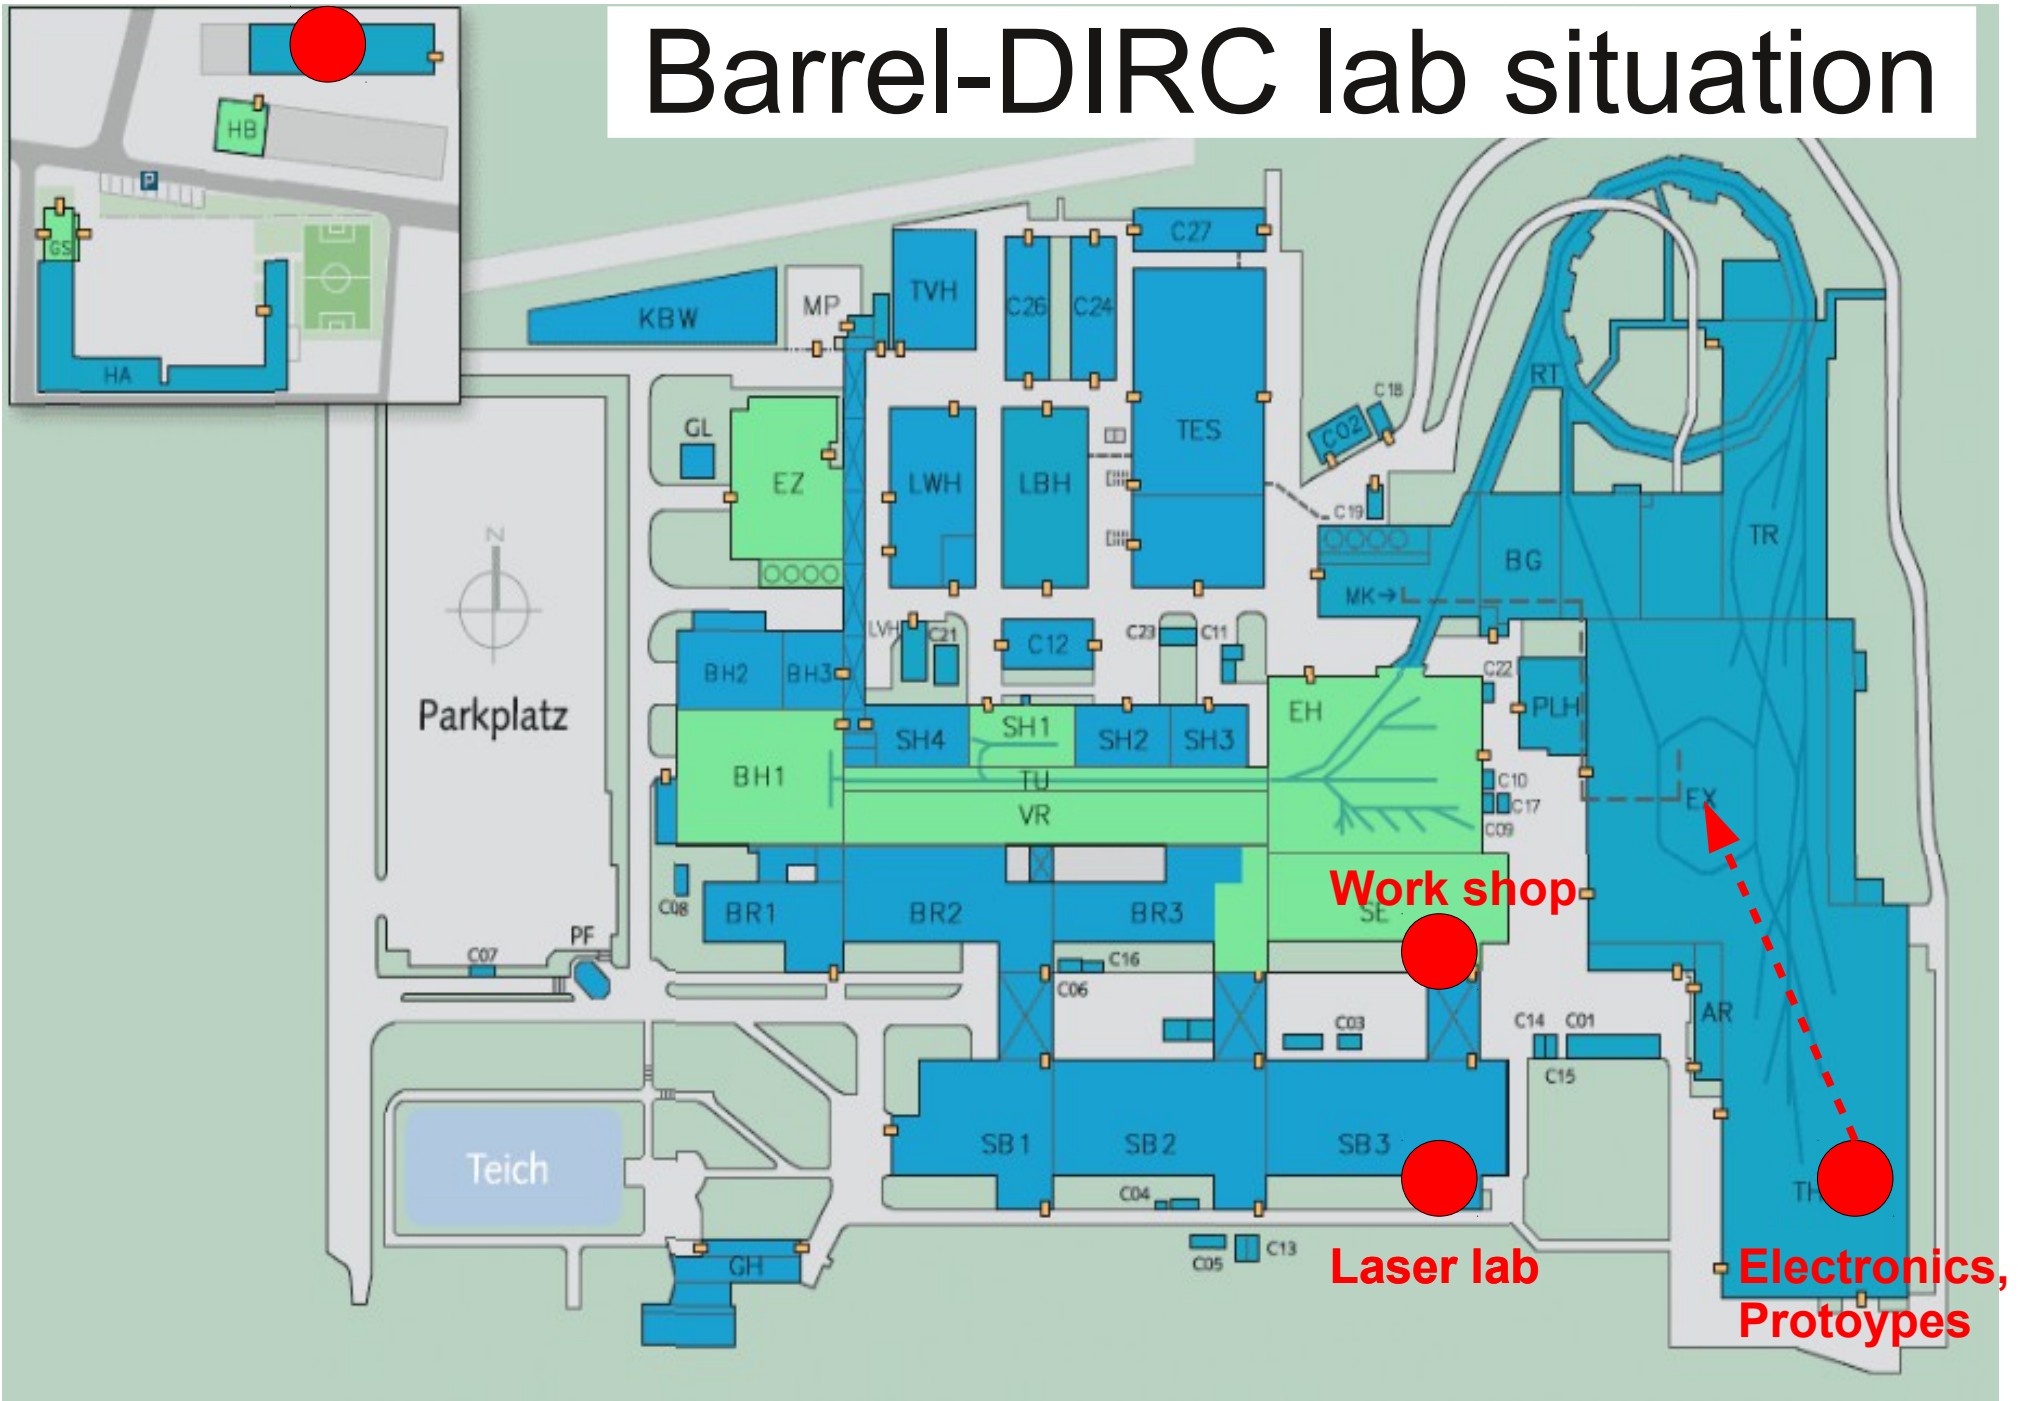 Barrel-DIRC lab situation
HB
P
GS
HA
KBW
MP
TVH
C26
C24
C27
TES
C18
C02
C19
RT
GL
EZ
LWH
LBH
N
MK→
BG
TR
LVH
C21
C12
C23
C11
BH2
BH3
Parkplatz
SH4
SH1
SH2
SH3
EH
C22
PLH
BH1
TU
VR
C10
C17
C09
EX
Work shop
SE
C08
BR1
BR2
BR3
PF
C07
C16
C06
C03
C14
C01
C15
AR
Teich
SB1
SB2
SB3
C04
TH
GH
C05
C13
Laser lab
Electronics,
Protoypes